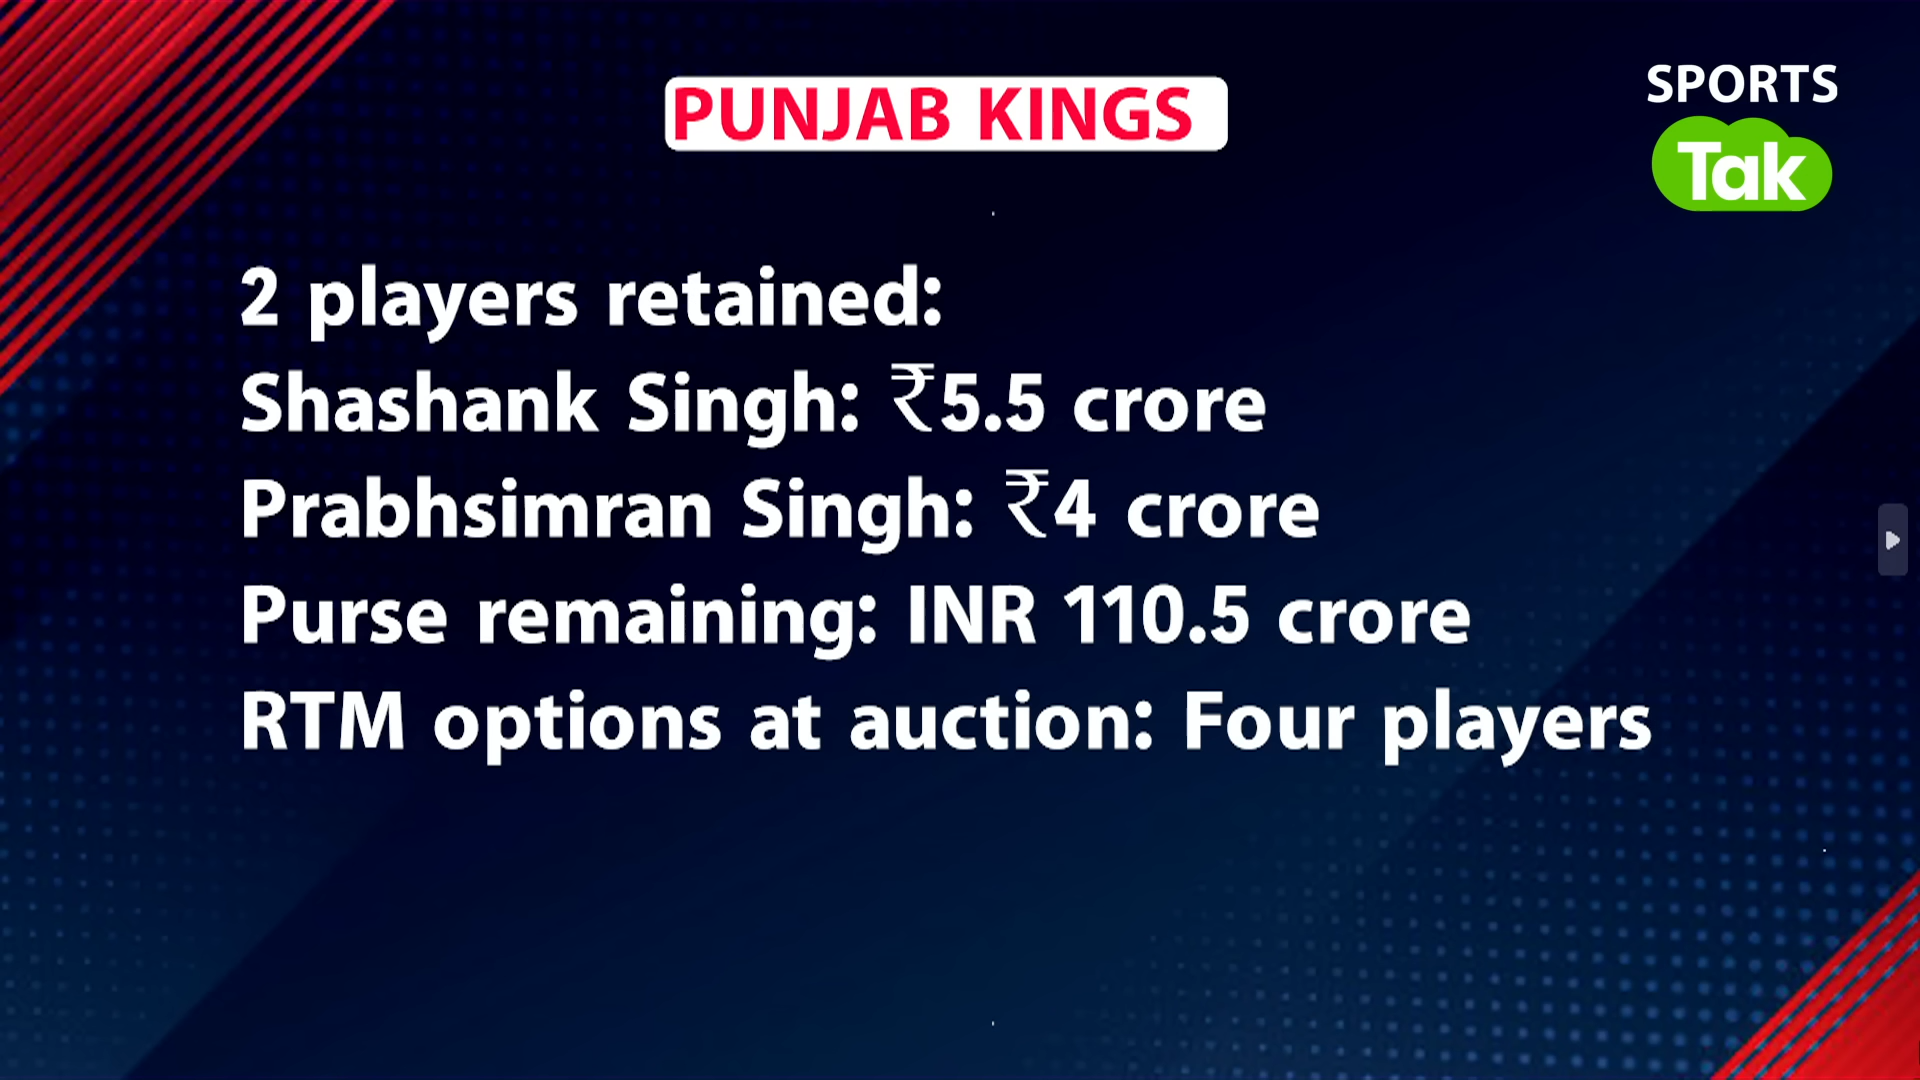 PUNJAB KINGS
SPORTS
Tak
2 players retained:
Shashank Singh: ₹5.5 crore
Prabhsimran Singh: ₹4 crore
Purse remaining: INR 110.5 crore
RTM options at auction: Four players